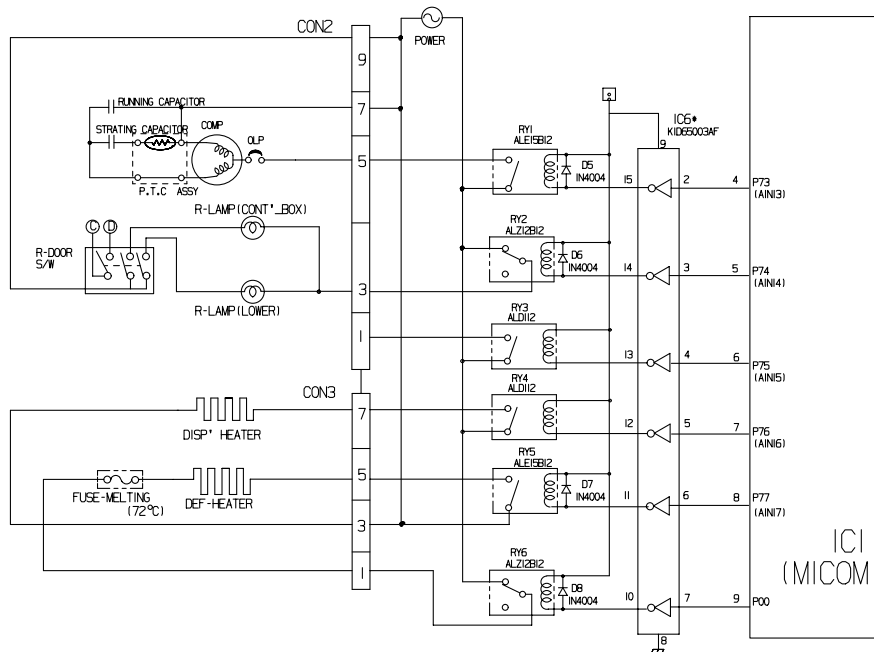 CON2
POWER
9
RUNNING CAPACITOR
7
STRATING CAPACITOR
COMP
OLP
5
P.T.C ASSY
RY1
ALE15B12
D5
IN4004
IC6*
KID65003AF
9
15
2
4
P73
(AIN13)
R-LAMP(CONT'_BOX)
C
D
R-DOOR
S/W
RY2
ALZ12B12
D6
IN4004
14
3
5
P74
(AIN14)
3
R-LAMP(LOWER)
1
RY3
ALD112
13
4
6
P75
(AIN15)
CON3
7
DISP' HEATER
RY4
ALD112
12
5
7
P76
(AIN16)
5
FUSE-MELTING
(72°C)
DEF-HEATER
RY5
ALE15B12
D7
IN4004
11
6
8
P77
(AIN17)
3
1
RY6
ALZ12B12
D8
IN4004
10
7
9
P00
8
IC1
(MICOM